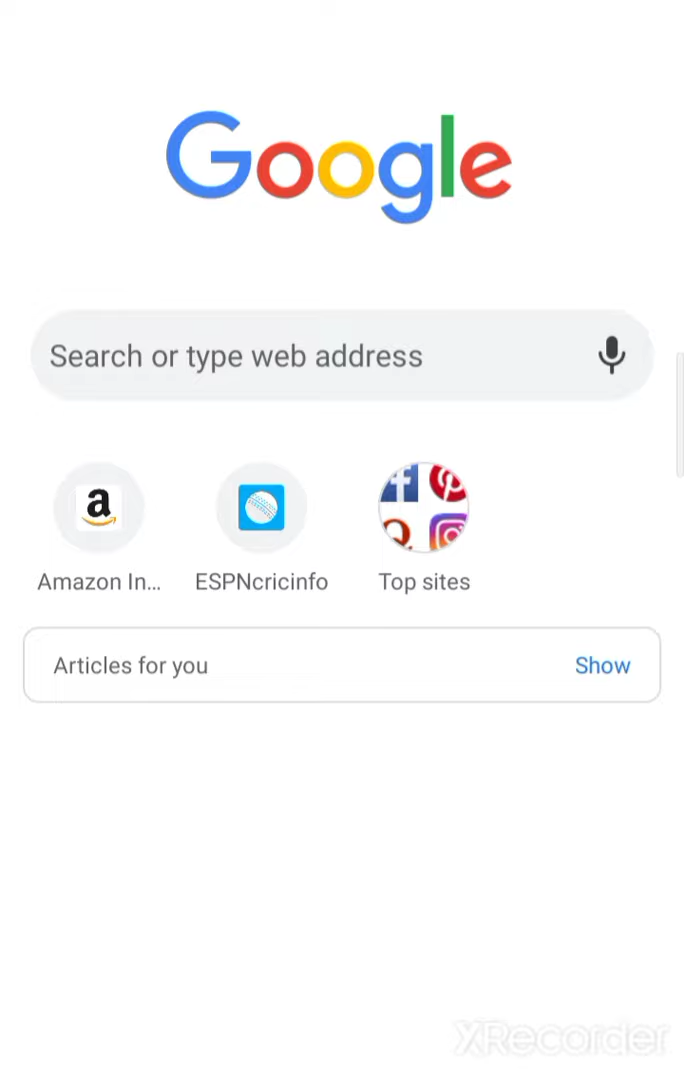 Google
Search or type web address
a
Amazon In...
ESPNcricinfo
Top sites
Articles for you
Show
XRecorder